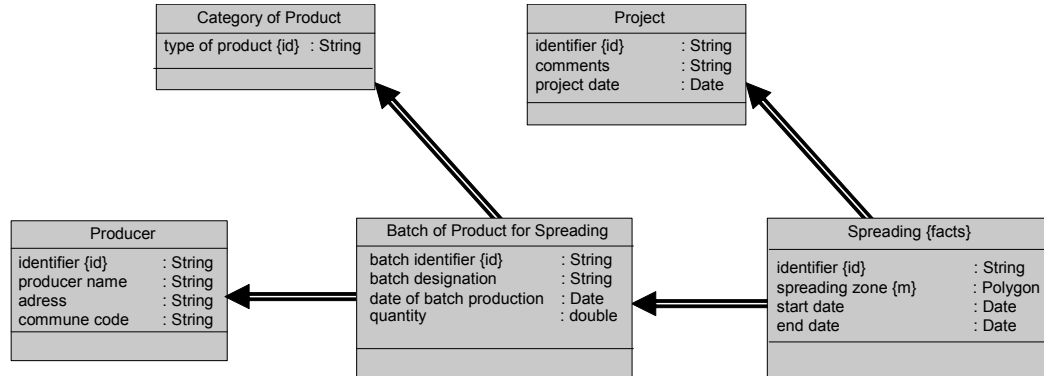 Category of Product
type of product {id} : String
Project
identifier {id} : String
comments : String
project date : Date
Producer
identifier {id} : String
producer name : String
adress : String
commune code : String
Batch of Product for Spreading
batch identifier {id} : String
batch designation : String
date of batch production : Date
quantity : double
Spreading {facts}
identifier {id} : String
spreading zone {m} : Polygon
start date : Date
end date : Date